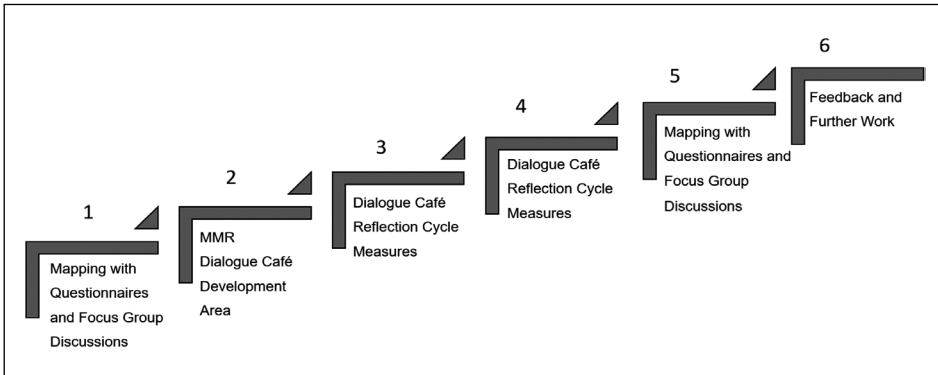 1
Mapping with
Questionnaires
and Focus Group
Discussions
2
MMR
Dialogue Café
Development
Area
3
Dialogue Café
Reflection Cycle
Measures
4
Dialogue Café
Reflection Cycle
Measures
5
Mapping with
Questionnaires and
Focus Group
Discussions
6
Feedback and
Further Work